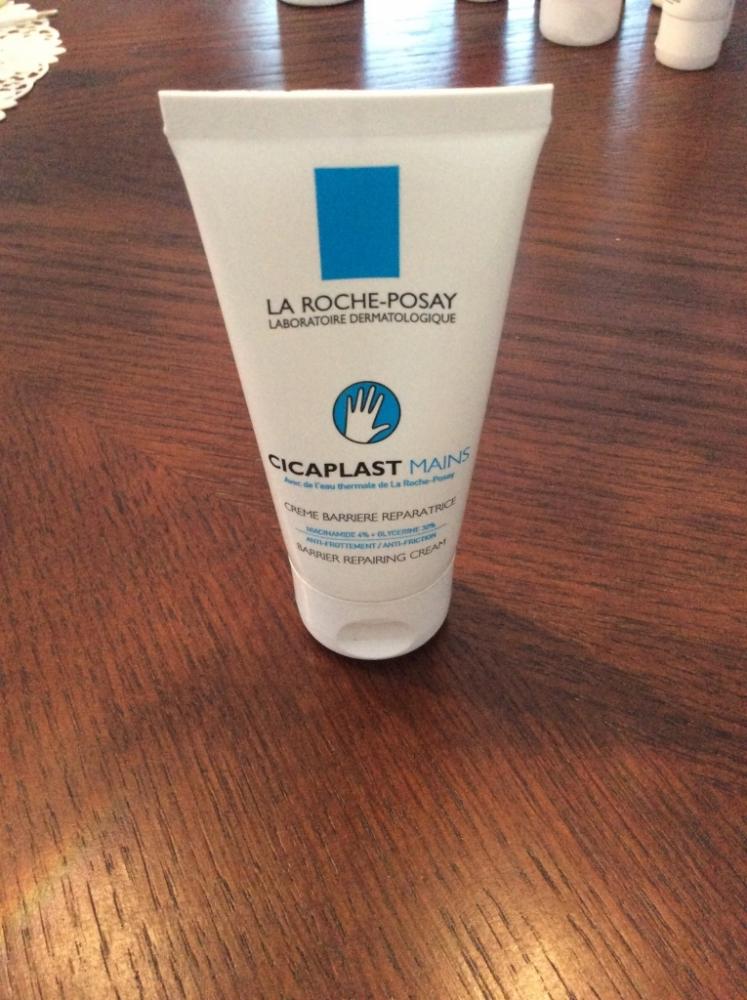 LA ROCHE-POSAY
LABORATOIRE DERMATOLOGIQUE
CICAPLAST MAINS
Avec de l'eau thermale de La Roche-Posay
CREME BARRIERE REPARATRICE
NIACINAMIDE 4% + GLYCERINE 30%
ANTI-FROTTEMENT / ANTI-FRICTION
BARRIER REPAIRING CREAM